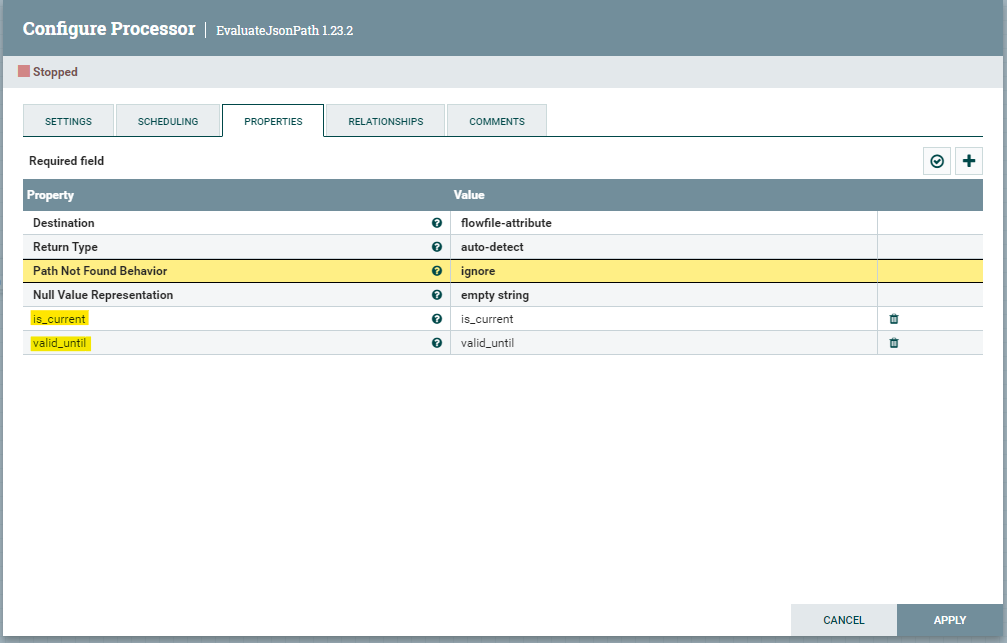 Configure Processor | EvaluateJsonPath 1.23.2
Stopped
SETTINGS SCHEDULING PROPERTIES RELATIONSHIPS COMMENTS
Required field
Property Value
Destination flowfile-attribute
Return Type auto-detect
Path Not Found Behavior ignore
Null Value Representation empty string
is_current is_current
valid_until valid_until
CANCEL APPLY